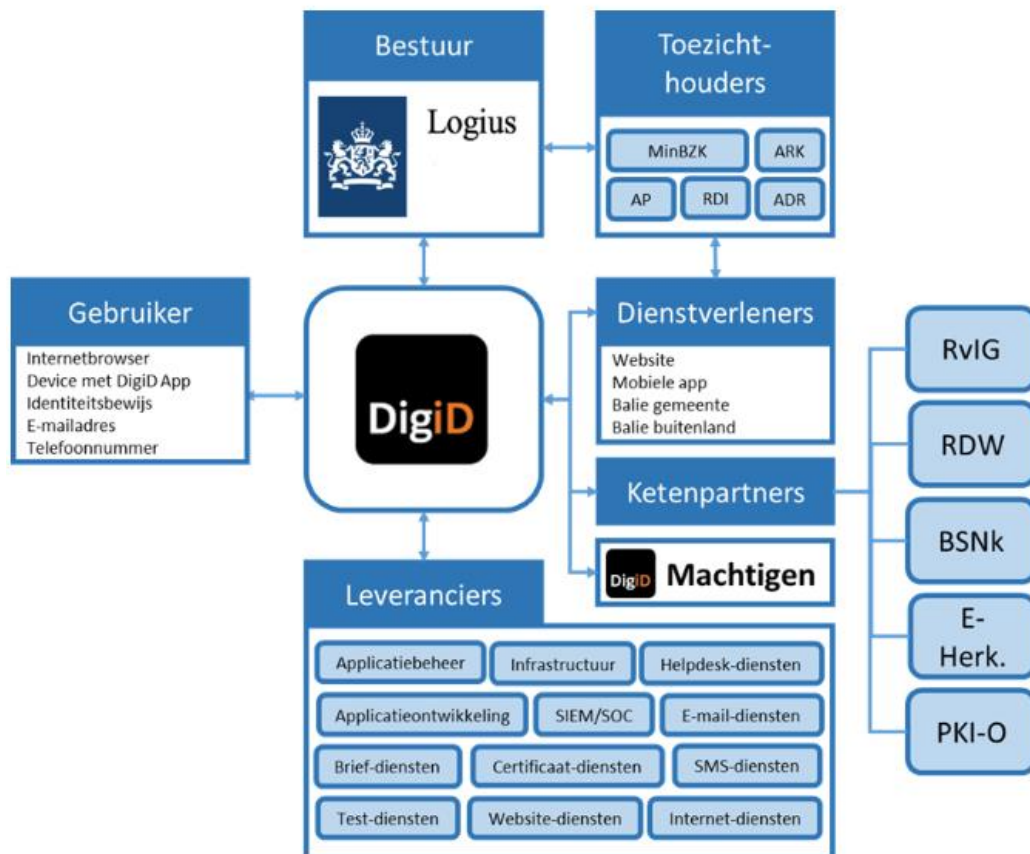 Bestuur
Logius
Toezicht-
houders
MinBZK
ARK
AP
RDI
ADR
Gebruiker
Internetbrowser
Device met DigiD App
Identiteitsbewijs
E-mailadres
Telefoonnummer
DigiD
Dienstverleners
Website
Mobiele app
Balie gemeente
Balie buitenland
Ketenpartners
DigiD Machtigen
RvIG
RDW
BSNk
E-
Herk.
PKI-O
Leveranciers
Applicatiebeheer
Infrastructuur
Helpdesk-diensten
Applicatieontwikkeling
SIEM/SOC
E-mail-diensten
Brief-diensten
Certificaat-diensten
SMS-diensten
Test-diensten
Website-diensten
Internet-diensten